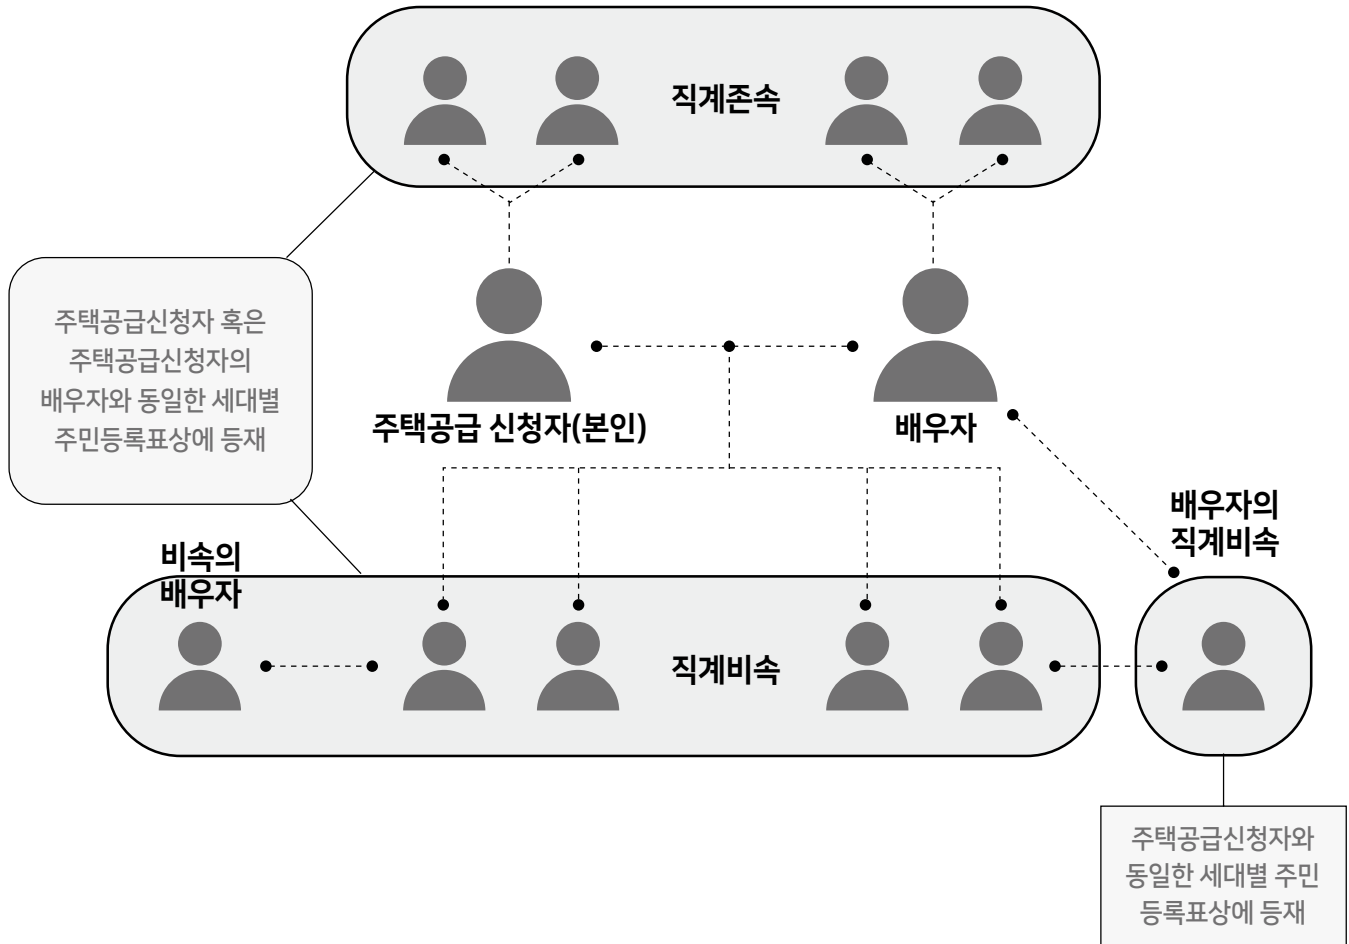 직계존속
주택공급신청자 혹은
주택공급신청자의
배우자와 동일한 세대별
주민등록표상에 등재
주택공급 신청자(본인)
배우자
배우자의
직계비속
비속의
배우자
직계비속
주택공급신청자와
동일한 세대별 주민
등록표상에 등재